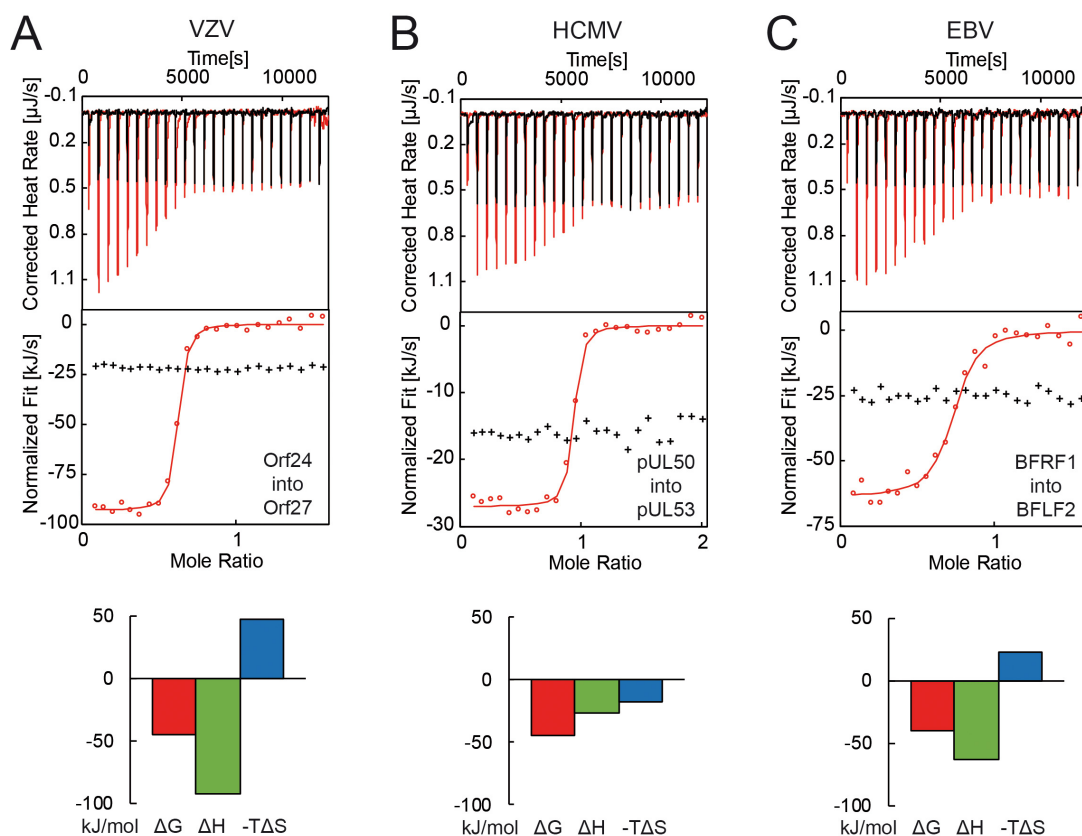 A
VZV
Time[s]
0 5000 10000
Corrected Heat Rate [µJ/s]
-0.1
0.2
0.5
0.8
1.1
Normalized Fit [kJ/s]
0
-25
-50
-75
-100
Orf24
into
Orf27
0 1
Mole Ratio
50
0
-50
-100
kJ/mol ΔG ΔH -TΔS
B
HCMV
Time[s]
0 5000 10000
Corrected Heat Rate [µJ/s]
-0.1
0.2
0.5
0.8
1.1
Normalized Fit [kJ/s]
0
-10
-20
-30
pUL50
into
pUL53
0 1 2
Mole Ratio
50
0
-50
-100
kJ/mol ΔG ΔH -TΔS
C
EBV
Time[s]
0 5000 10000
Corrected Heat Rate [µJ/s]
-0.1
0.2
0.5
0.8
1.1
Normalized Fit [kJ/s]
0
-25
-50
-75
BFRF1
into
BFLF2
0 1
Mole Ratio
50
0
-50
-100
kJ/mol ΔG ΔH -TΔS